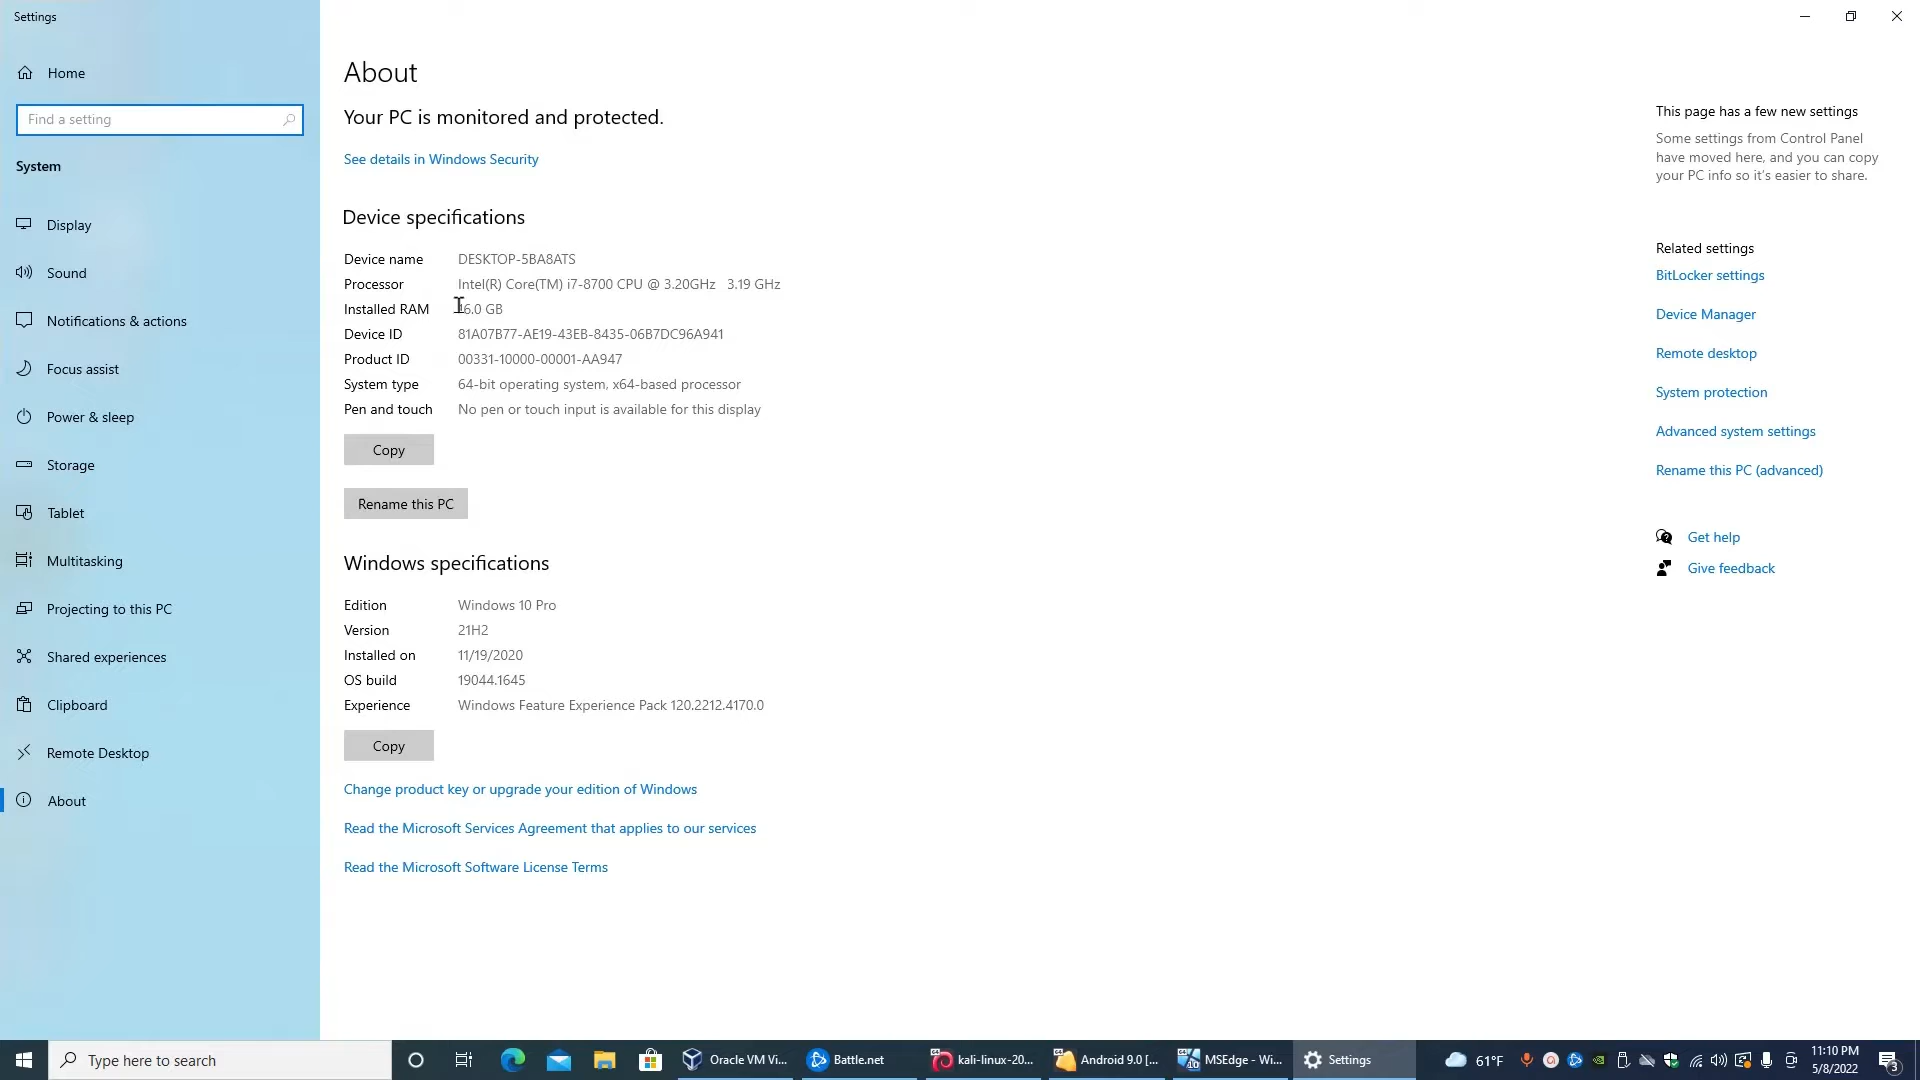 Settings
Home
Find a setting
System
Display
Sound
Notifications & actions
Focus assist
Power & sleep
Storage
Tablet
Multitasking
Projecting to this PC
Shared experiences
Clipboard
Remote Desktop
About
About
Your PC is monitored and protected.
See details in Windows Security
Device specifications
Device name DESKTOP-5BA8ATS
Processor Intel(R) Core(TM) i7-8700 CPU @ 3.20GHz 3.19 GHz
Installed RAM 16.0 GB
Device ID 81A07B77-AE19-43EB-8435-06B7DC96A941
Product ID 00331-10000-00001-AA947
System type 64-bit operating system, x64-based processor
Pen and touch No pen or touch input is available for this display
Copy
Rename this PC
Windows specifications
Edition Windows 10 Pro
Version 21H2
Installed on 11/19/2020
OS build 19044.1645
Experience Windows Feature Experience Pack 120.2212.4170.0
Copy
Change product key or upgrade your edition of Windows
Read the Microsoft Services Agreement that applies to our services
Read the Microsoft Software License Terms
This page has a few new settings
Some settings from Control Panel
have moved here, and you can copy
your PC info so it's easier to share.
Related settings
BitLocker settings
Device Manager
Remote desktop
System protection
Advanced system settings
Rename this PC (advanced)
Get help
Give feedback
Type here to search
Oracle VM Vi...
Battle.net
kali-linux-20...
Android 9.0 [...
MSEdge - Wi...
Settings
61°F
11:10 PM
5/8/2022
3